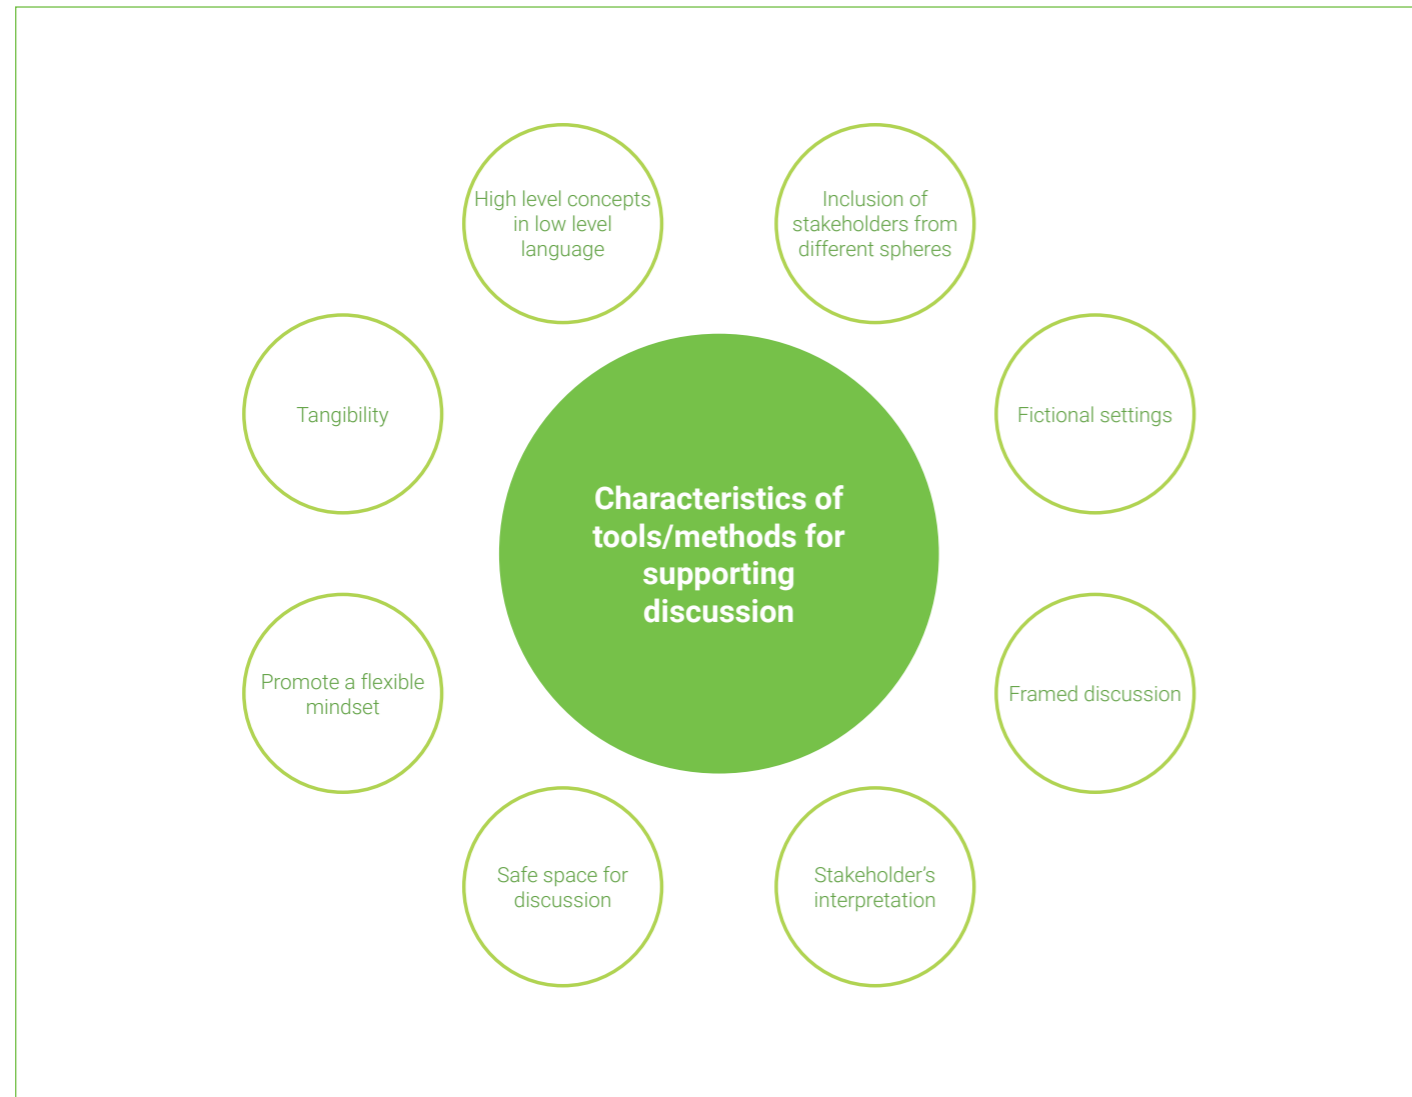 High level concepts
in low level
language
Inclusion of
stakeholders from
different spheres
Tangibility
Fictional settings
Characteristics of
tools/methods for
supporting
discussion
Promote a flexible
mindset
Framed discussion
Safe space for
discussion
Stakeholder's
interpretation